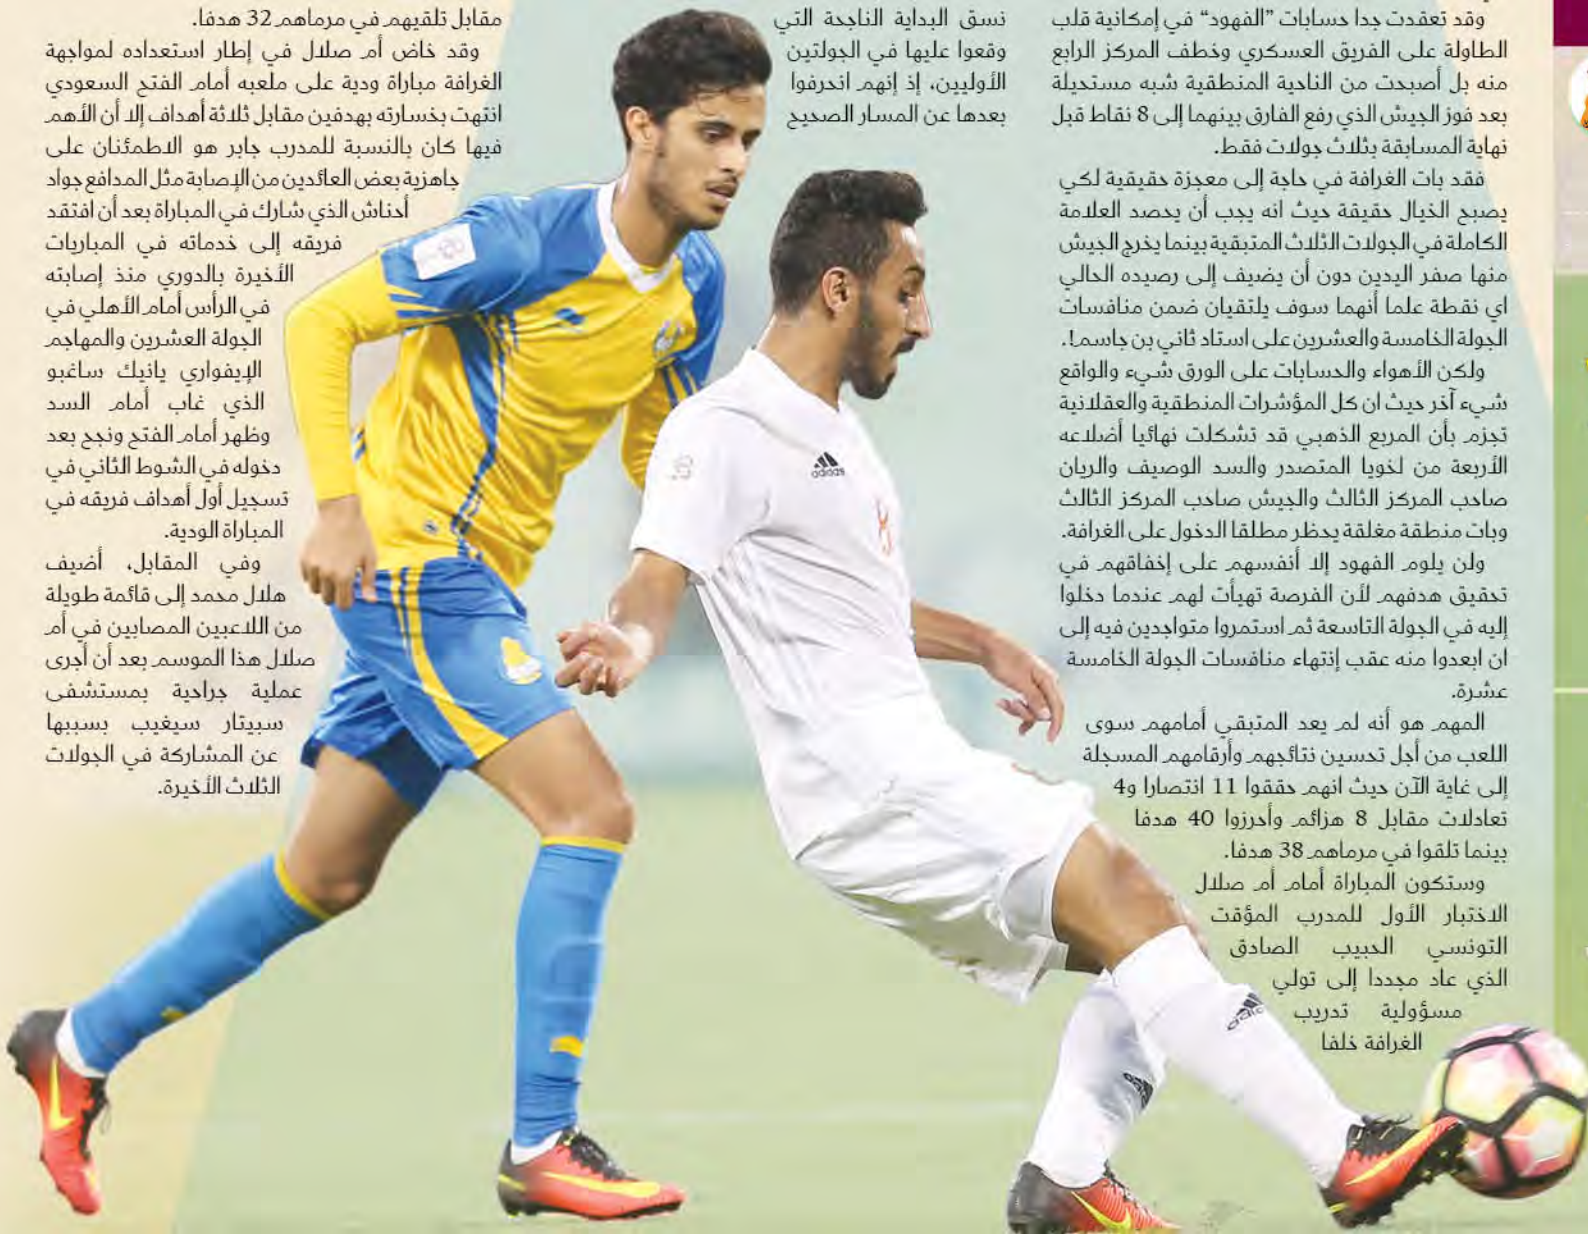 وقد تعقدت جدا حسابات "الفهود" في إمكانية قلب
الطاولة على الفريق العسكري وخطف المركز الرابع
منه بل أصبحت من الناحية المنطقية شبه مستحيلة
بعد فوز الجيش الذي رفع الفارق بينهما إلى 8 نقاط قبل
نهاية المسابقة بثلاث جولات فقط.
فقد بات الغرافة في حاجة إلى معجزة حقيقية لكي
يصبح الخيال حقيقة حيث انه يجب أن يحصد العلامة
الكاملة في الجولات الثلاث المتبقية بينما يخرج الجيش
منها صفر اليدين دون أن يضيف إلى رصيده الحالي
اي نقطة علما أنهما سوف يلتقيان ضمن منافسات
الجولة الخامسة والعشرين على استاد ثاني بن جاسم!.
ولكن الأهواء والحسابات على الورق شيء والواقع
شيء آخر حيث ان كل المؤشرات المنطقية والعقلانية
تجزم بأن المربع الذهبي قد تشكلت نهائيا أضلاعه
الأربعة من لخويا المتصدر والسد الوصيف والريان
صاحب المركز الثالث والجيش صاحب المركز الثالث
وبات منطقة مغلقة يحظر مطلقا الدخول على الغرافة.
ولن يلوم الفهود إلا أنفسهم على إخفاقهم في
تحقيق هدفهم لأن الفرصة تهيأت لهم عندما دخلوا
إليه في الجولة التاسعة ثم استمروا متواجدين فيه إلى
ان ابعدوا منه عقب إنتهاء منافسات الجولة الخامسة
عشرة.
المهم هو أنه لم يعد المتبقي أمامهم سوى
اللعب من أجل تحسين نتائجهم وأرقامهم المسجلة
إلى غاية الآن حيث انهم حققوا 11 انتصارا و4
تعادلات مقابل 8 هزائم وأحرزوا 40 هدفا
بينما تلقوا في مرماهم 38 هدفا.
وستكون المباراة أمام أم صلال
الاختبار الأول للمدرب المؤقت
التونسي الحبيب الصادق
الذي عاد مجددا إلى تولي
مسؤولية تدريب
الغرافة خلفا
نسق البداية الناجحة التي
وقعوا عليها في الجولتين
الأوليين، إذ إنهم انحرفوا
بعدها عن المسار الصحيح
مقابل تلقيهم في مرماهم 32 هدفا.
وقد خاض أم صلال في إطار استعداده لمواجهة
الغرافة مباراة ودية على ملعبه أمام الفتح السعودي
انتهت بخسارته بهدفين مقابل ثلاثة أهداف إلا أن الأهم
فيها كان بالنسبة للمدرب جابر هو الاطمئنان على
جاهزية بعض العائدين من الإصابة مثل المدافع جواد
أحناش الذي شارك في المباراة بعد أن افتقد
فريقه إلى خدماته في المباريات
الأخيرة بالدوري منذ إصابته
في الرأس أمام الأهلي في
الجولة العشرين والمهاجم
الإيفواري يانيك ساغبو
الذي غاب أمام السد
وظهر أمام الفتح ونجح بعد
دخوله في الشوط الثاني في
تسجيل أول أهداف فريقه في
المباراة الودية.
وفي المقابل، أضيف
هلال محمد إلى قائمة طويلة
من اللاعبين المصابين في أم
صلال هذا الموسم بعد أن أجرى
عملية جراحية بمستشفى
سبيتار سيغيب بسببها
عن المشاركة في الجولات
الثلاث الأخيرة.
adidas
adidas